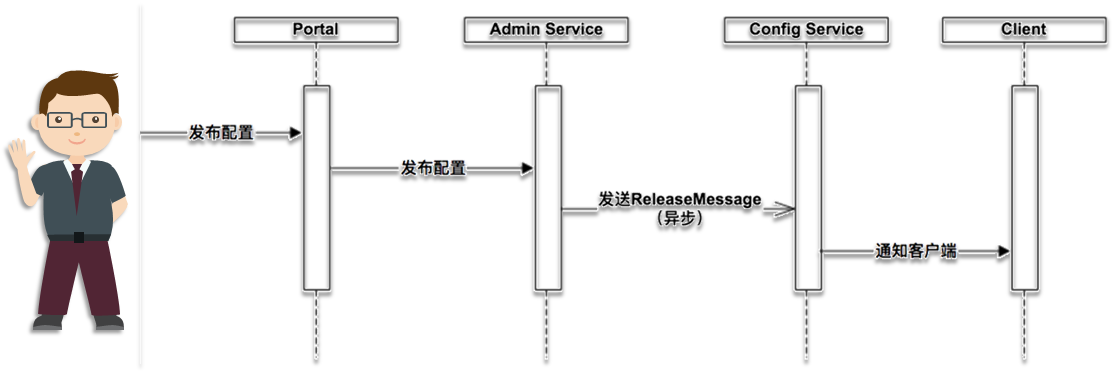 Portal
Admin Service
Config Service
Client
发布配置
发布配置
发送ReleaseMessage
（异步）
通知客户端